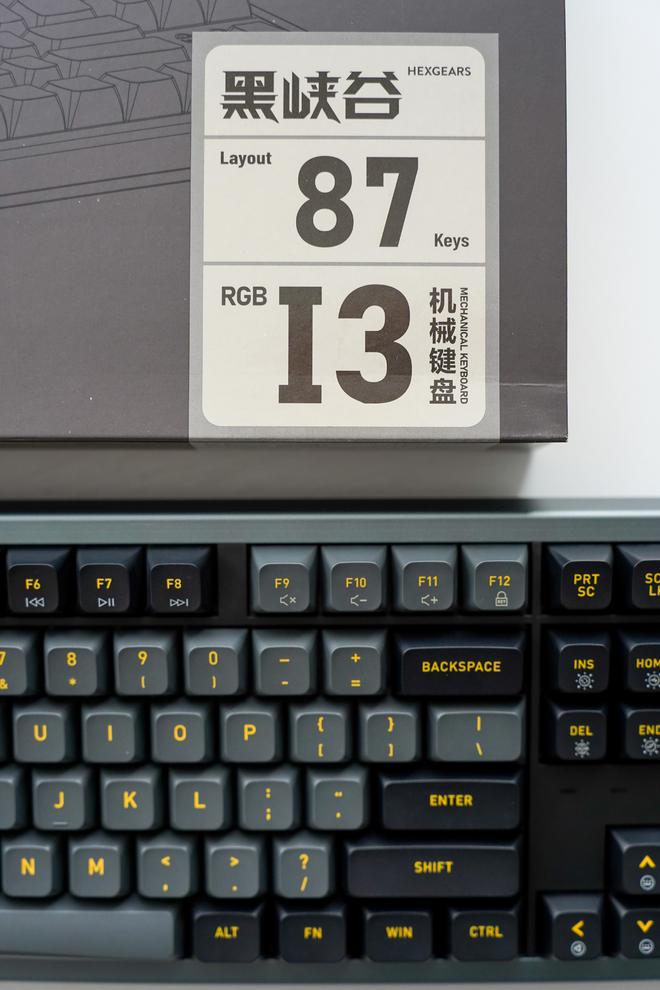 黑峡谷 HEXGEARS
Layout
87
Keys
RGB
I3
机械键盘
MECHANICAL KEYBOARD
F6 F7 F8 F9 F10 F11 F12 PRT SC
8 9 0 — + BACKSPACE INS
& * ( ) - =
U I O P { } | DEL END
[ ] \
J K L : " ENTER
; '
N M < > ? SHIFT
, . /
ALT FN WIN CTRL